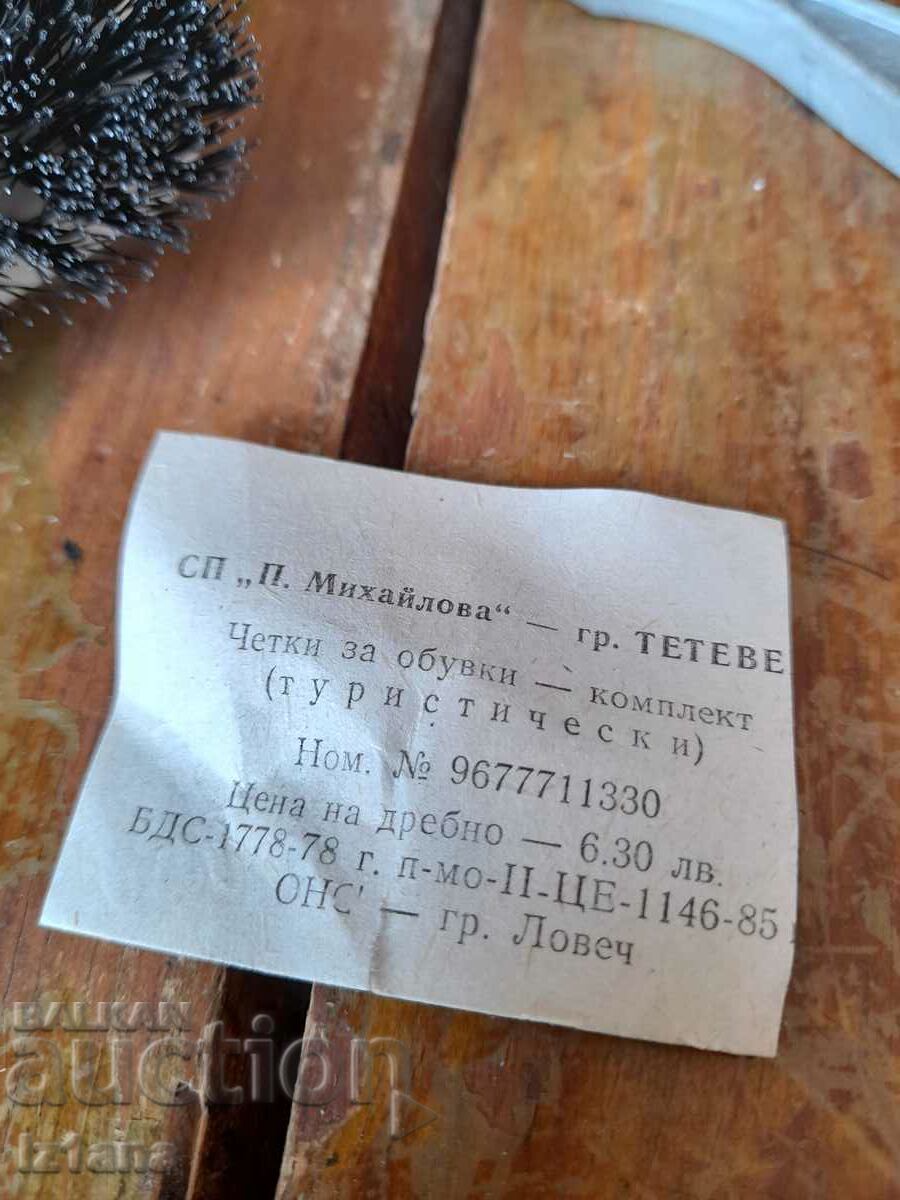 СП „П. Михайлова“ — гр. ТЕТЕВЕ
Четки за обувки — комплект
(туристически)
Ном. № 9677711330
Цена на дребно — 6.30 лв.
БДС-1778-78 г. п-мо-II-ЦЕ-1146-85
ОНС — гр. Ловеч
BALKAN
auction
iz1ana